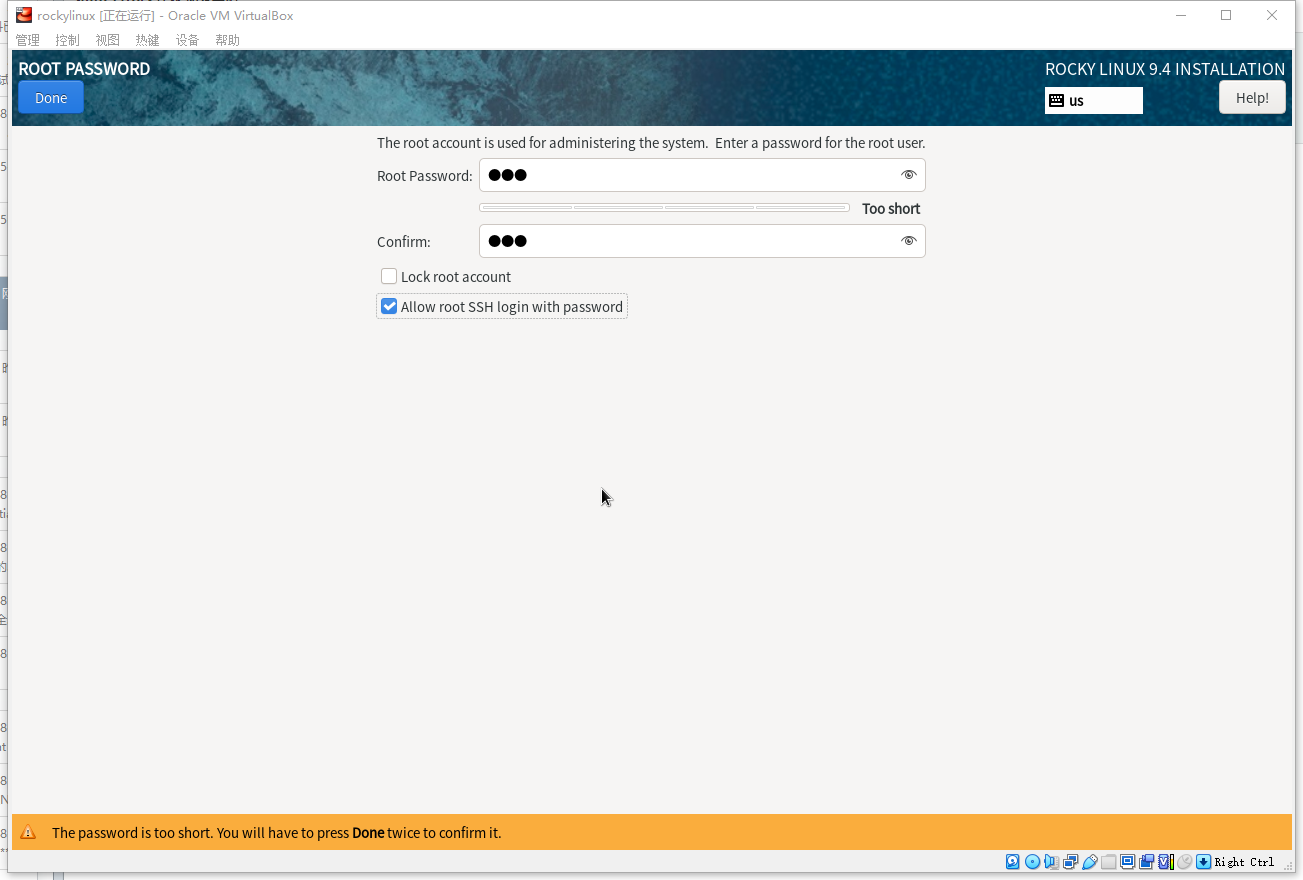 rockylinux [正在运行] - Oracle VM VirtualBox
管理 控制 视图 热键 设备 帮助
ROOT PASSWORD
ROCKY LINUX 9.4 INSTALLATION
Done
us
Help!
The root account is used for administering the system. Enter a password for the root user.
Root Password:
Too short
Confirm:
Lock root account
Allow root SSH login with password
The password is too short. You will have to press Done twice to confirm it.
Right Ctrl